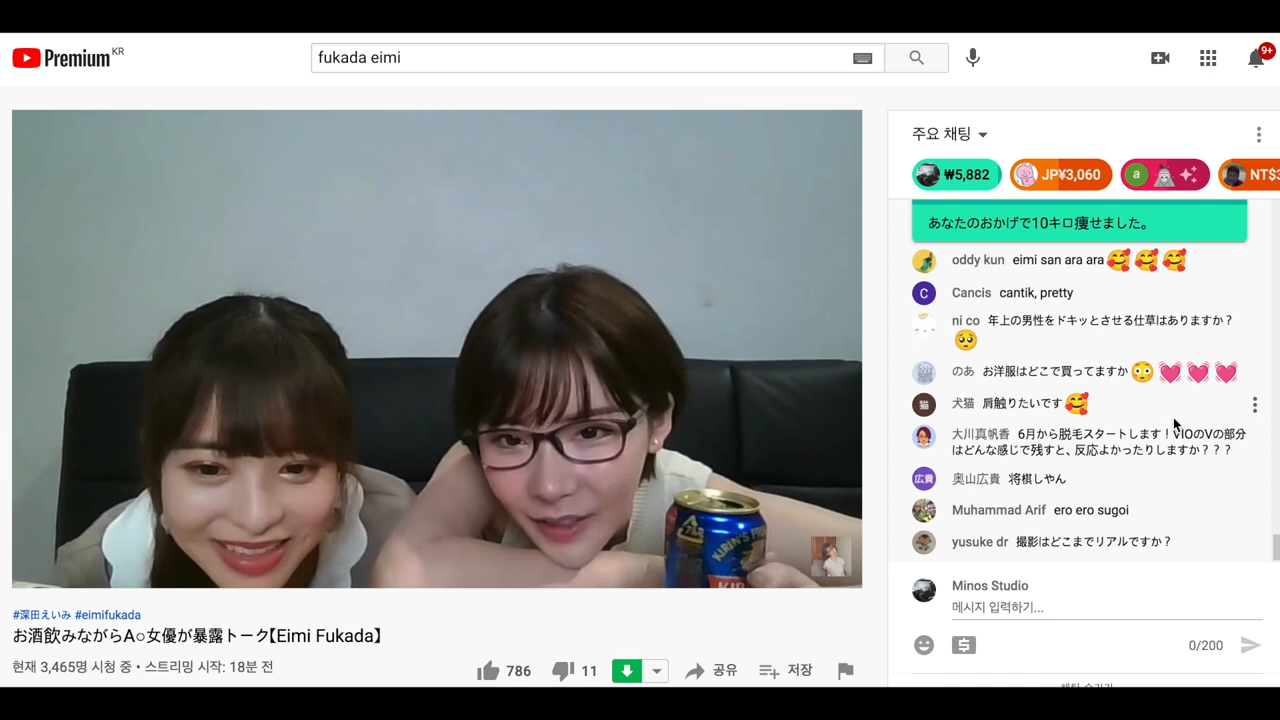 Premium KR
fukada eimi
9+
주요 채팅
₩5,882
JP¥3,060
a
NT$3
あなたのおかげで10キロ痩せました。
oddy kun eimi san ara ara🥰🥰🥰
C Cancis cantik, pretty
ni co 年上の男性をドキッとさせる仕草はありますか？
🥺
のあ お洋服はどこで買ってますか😳💓💓💓
猫 犬猫 肩触りたいです🥰
大川真帆香 6月から脱毛スタートします！VIOのVの部分
はどんな感じで残すと、反応よかったりしますか？？？
広貴 奥山広貴 将棋しやん
Muhammad Arif ero ero sugoi
yusuke dr 撮影はどこまでリアルですか？
KIRIN'S PRIME
KIR
#深田えいみ #eimifukada
お酒飲みながらA○女優が暴露トーク【Eimi Fukada】
현재 3,465명 시청 중 • 스트리밍 시작: 18분 전
786
11
공유
저장
Minos Studio
메시지 입력하기...
0/200
채팅 숨기기